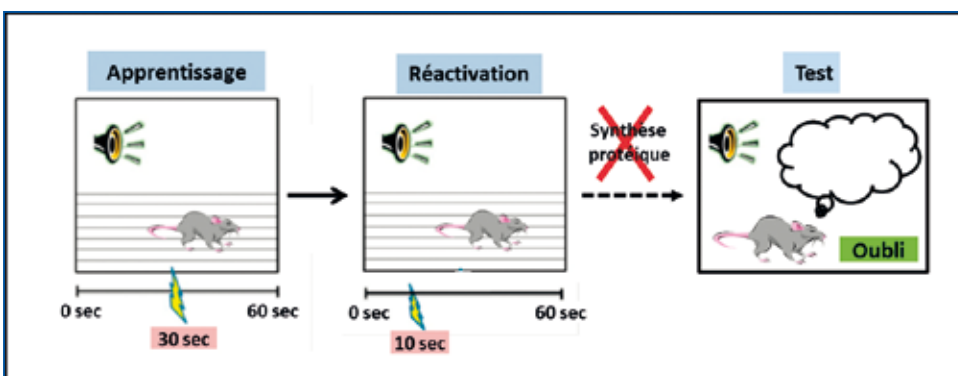 Apprentissage
Réactivation
Test
Synthèse
protéique
Oubli
0 sec
60 sec
30 sec
0 sec
60 sec
10 sec